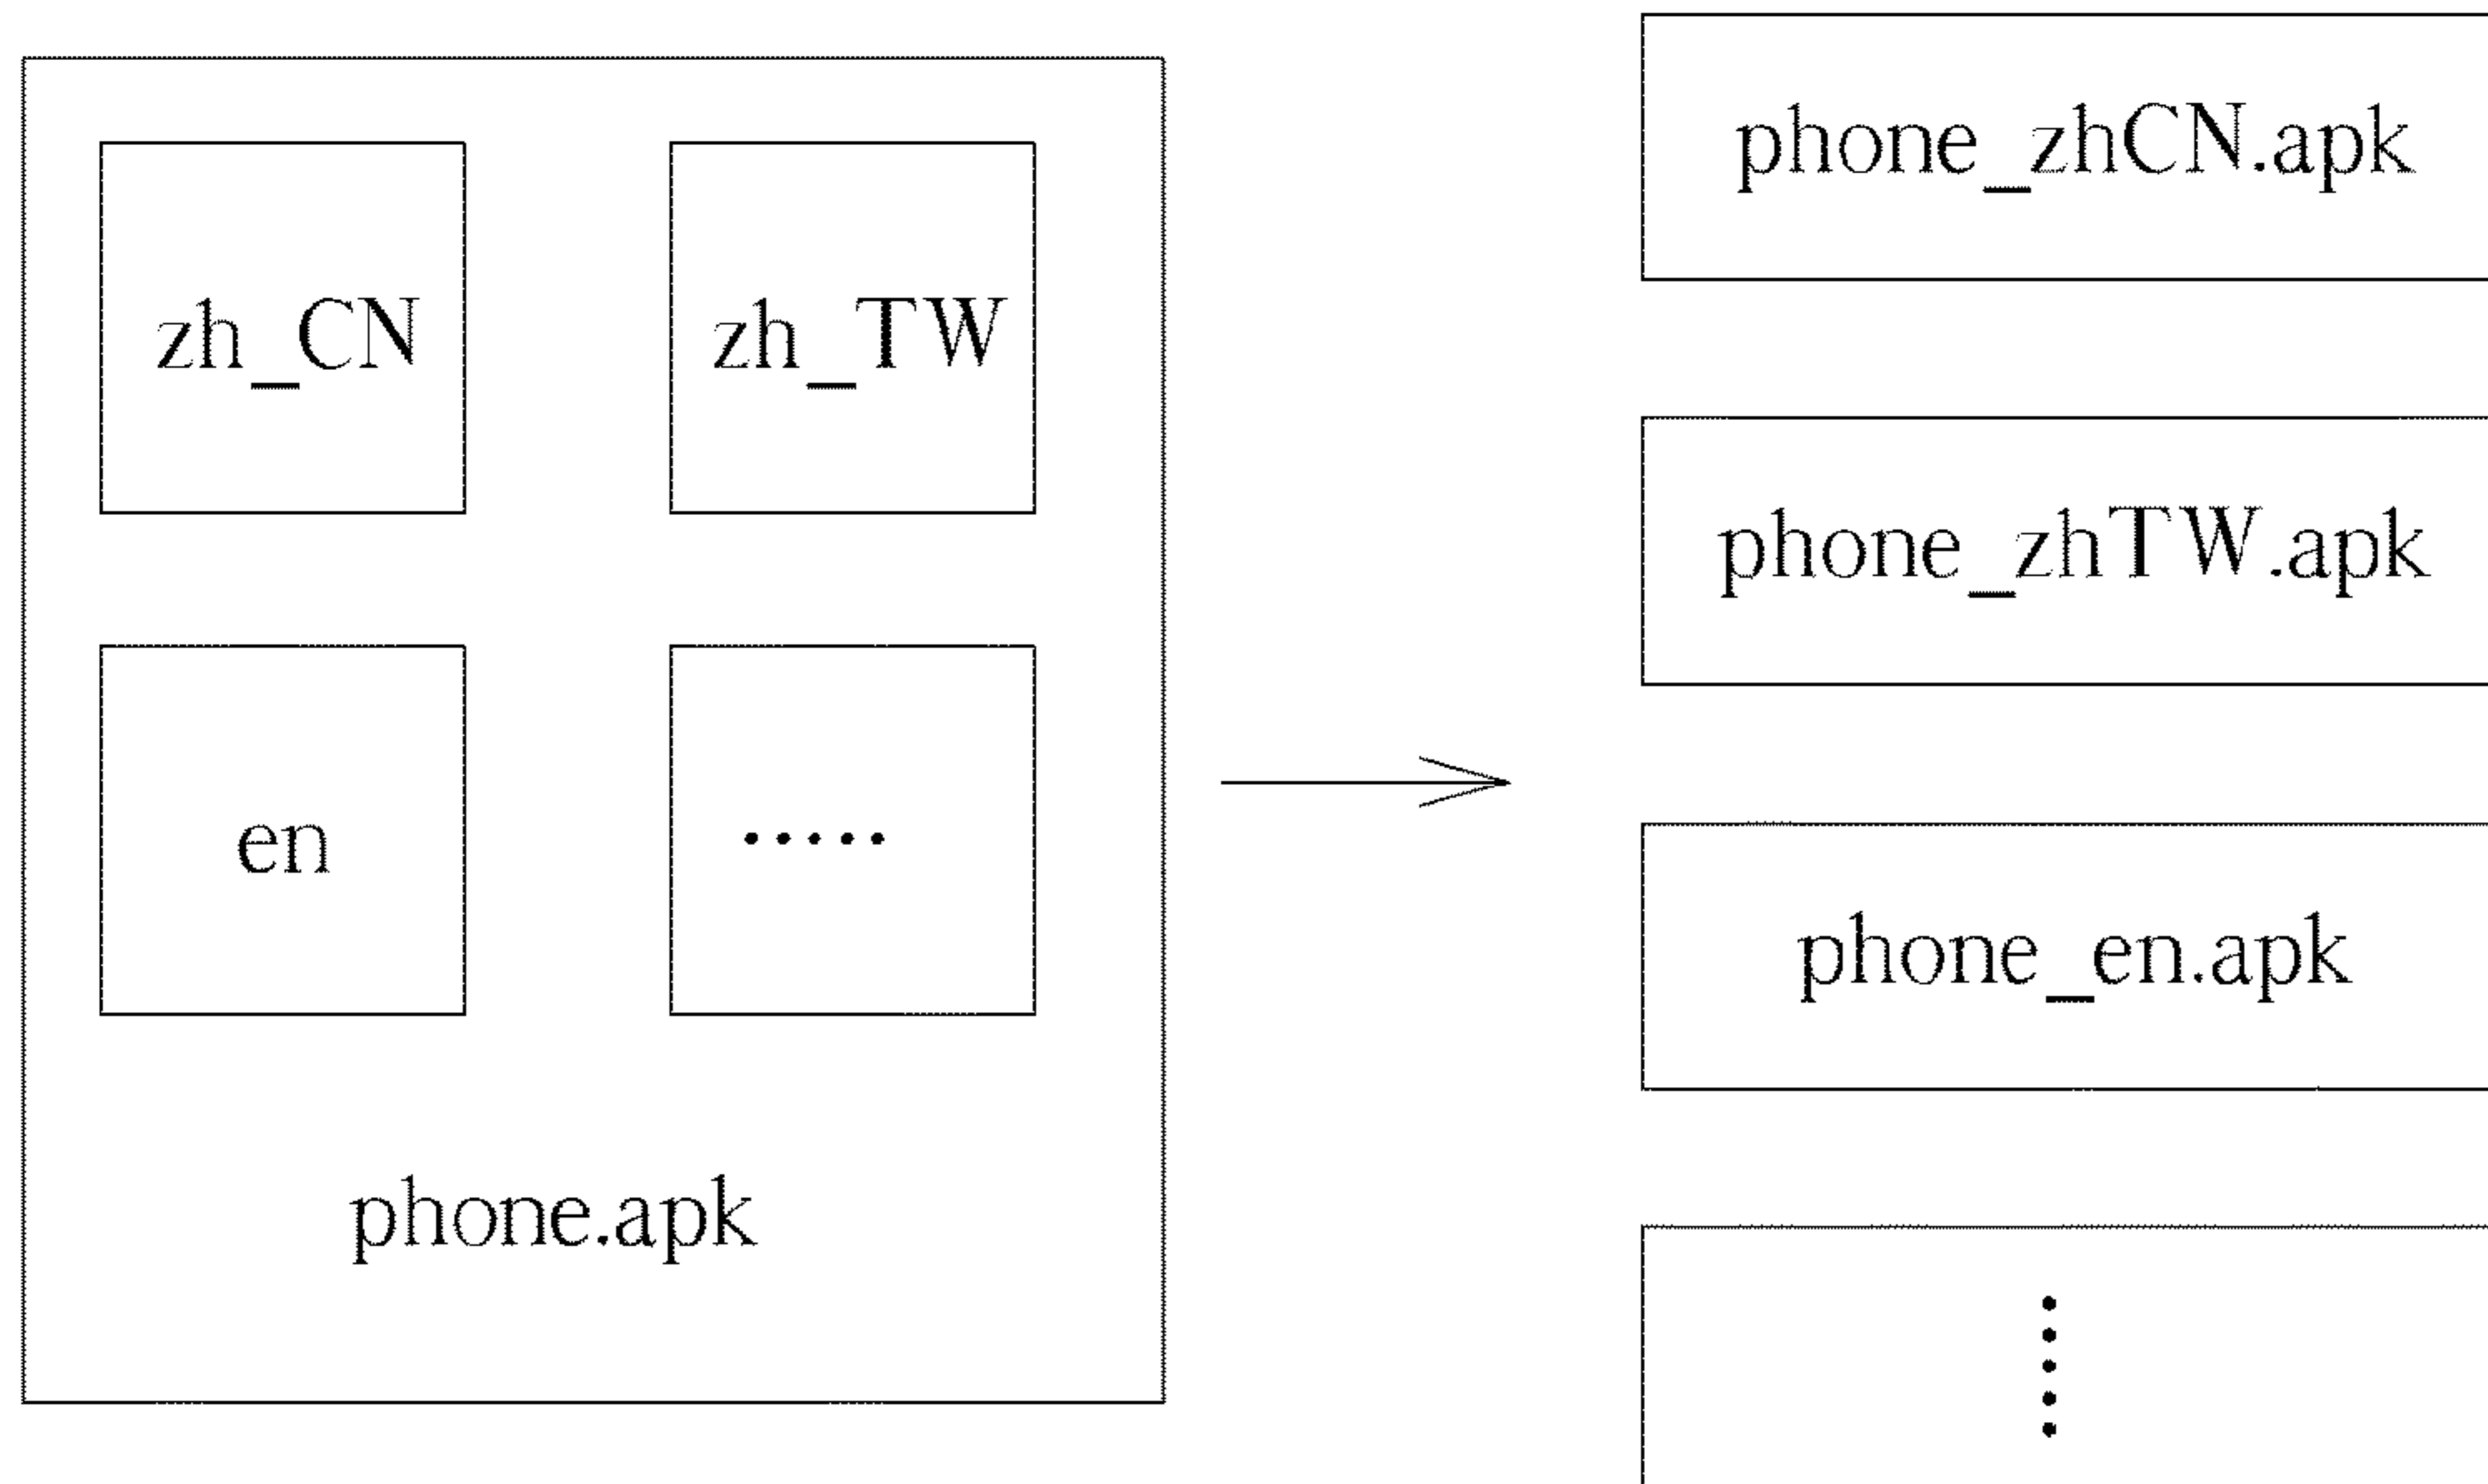 zh_CN
zh_TW
en
.....
phone.apk
phone_zhCN.apk
phone_zhTW.apk
phone_en.apk
.....